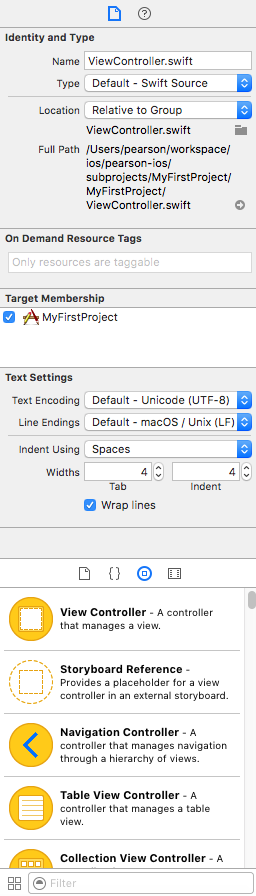 Identity and Type
Name ViewController.swift
Type Default - Swift Source
Location Relative to Group
ViewController.swift
Full Path /Users/pearson/workspace/
ios/pearson-ios/
subprojects/MyFirstProject/
MyFirstProject/
ViewController.swift
On Demand Resource Tags
Only resources are taggable
Target Membership
MyFirstProject
Text Settings
Text Encoding Default - Unicode (UTF-8)
Line Endings Default - macOS / Unix (LF)
Indent Using Spaces
Widths 4 4
Tab Indent
Wrap lines
{}
View Controller - A controller
that manages a view.
Storyboard Reference -
Provides a placeholder for a view
controller in an external storyboard.
Navigation Controller - A
controller that manages navigation
through a hierarchy of views.
Table View Controller - A
controller that manages a table
view.
Collection View Controller - A
Filter